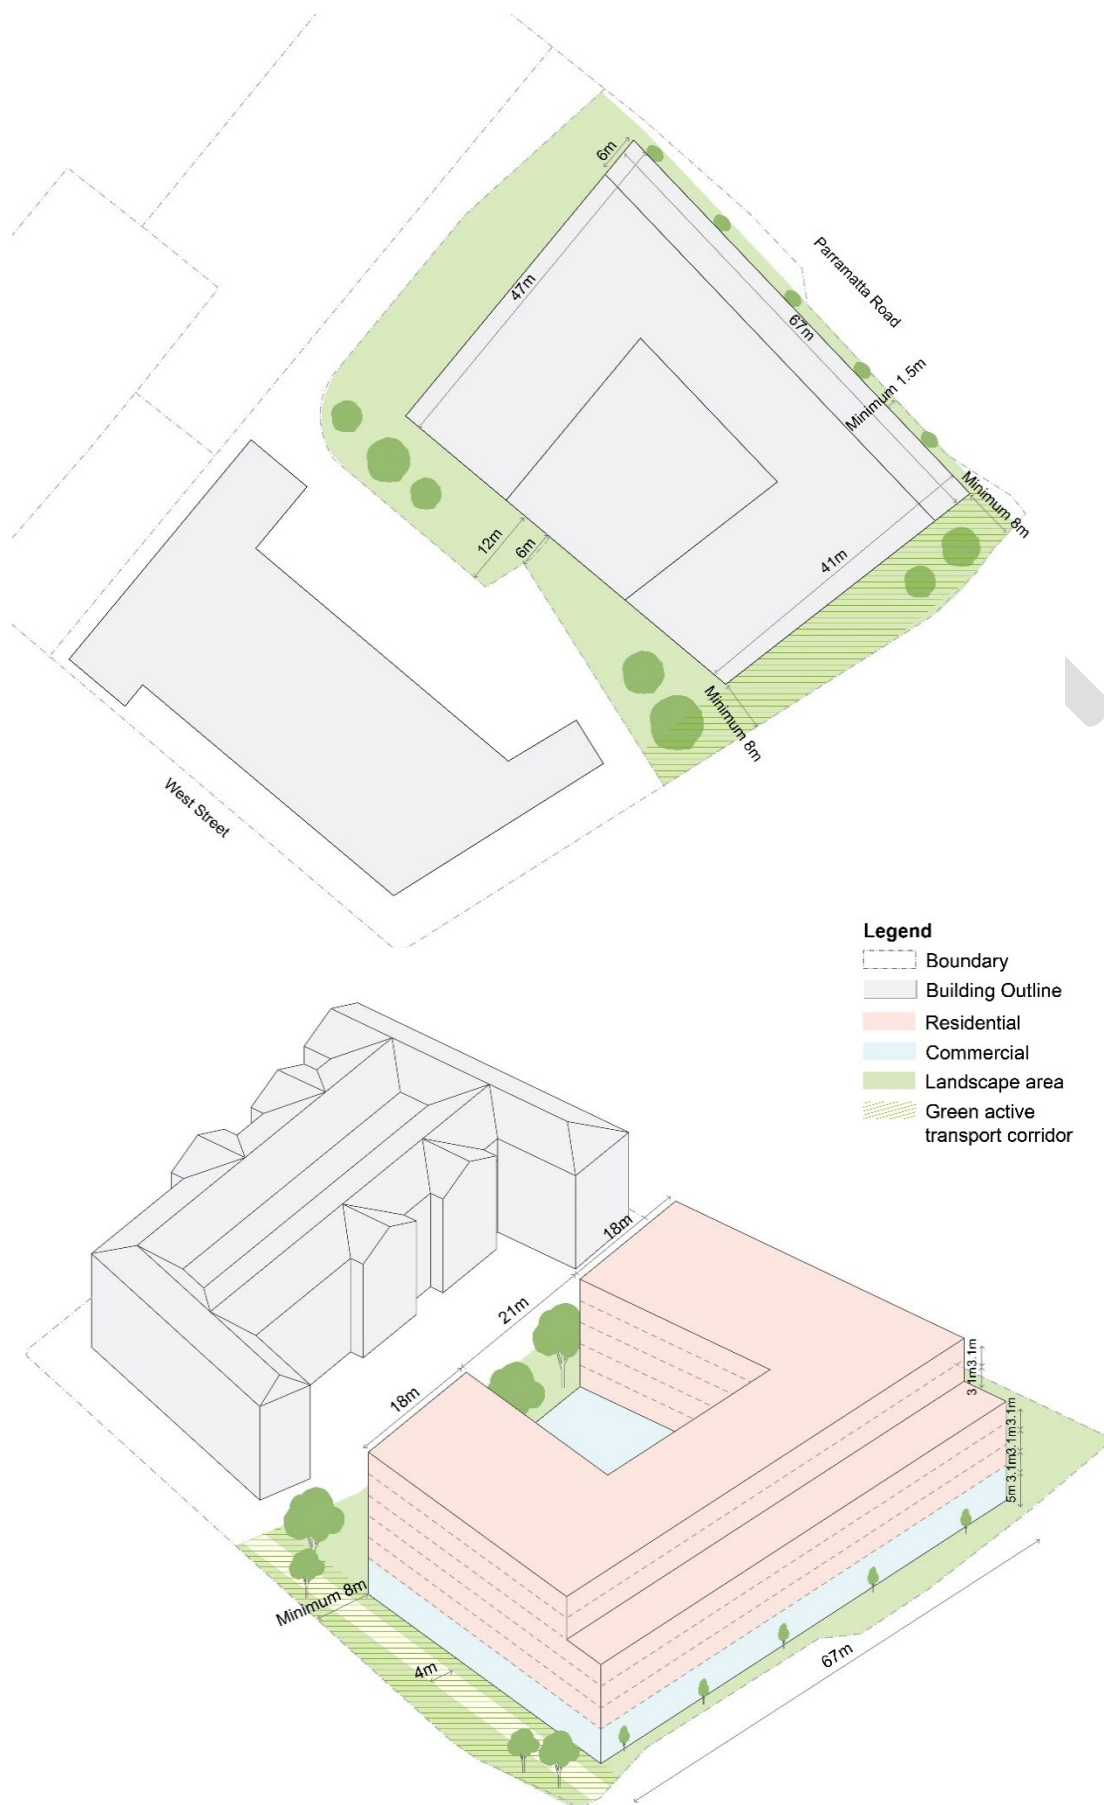 6m
Parramatta Road
47m
67m
Minimum 1.5m
Minimum 8m
12m
6m
41m
Minimum 8m
West Street
Legend
Boundary
Building Outline
Residential
Commercial
Landscape area
Green active
transport corridor
18m
21m
18m
3.1m
3.1m
3.1m
3.1m
3.1m
5m
Minimum 8m
4m
67m